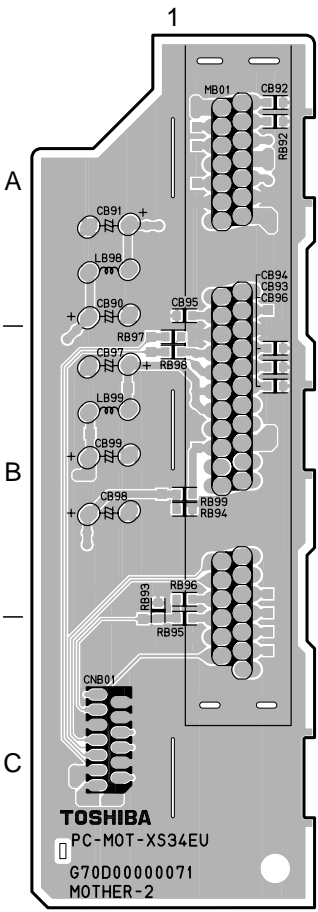 1
MB01
CB92
RB92
A
CB91
+
LB98
CB94
CB93
CB96
CB90
+
CB95
RB97
CB97
+
RB98
LB99
B
CB99
+
CB98
+
RB99
RB94
RB93
RB96
RB95
CNB01
C
TOSHIBA
PC-MOT-XS34EU
G70D00000071
MOTHER-2